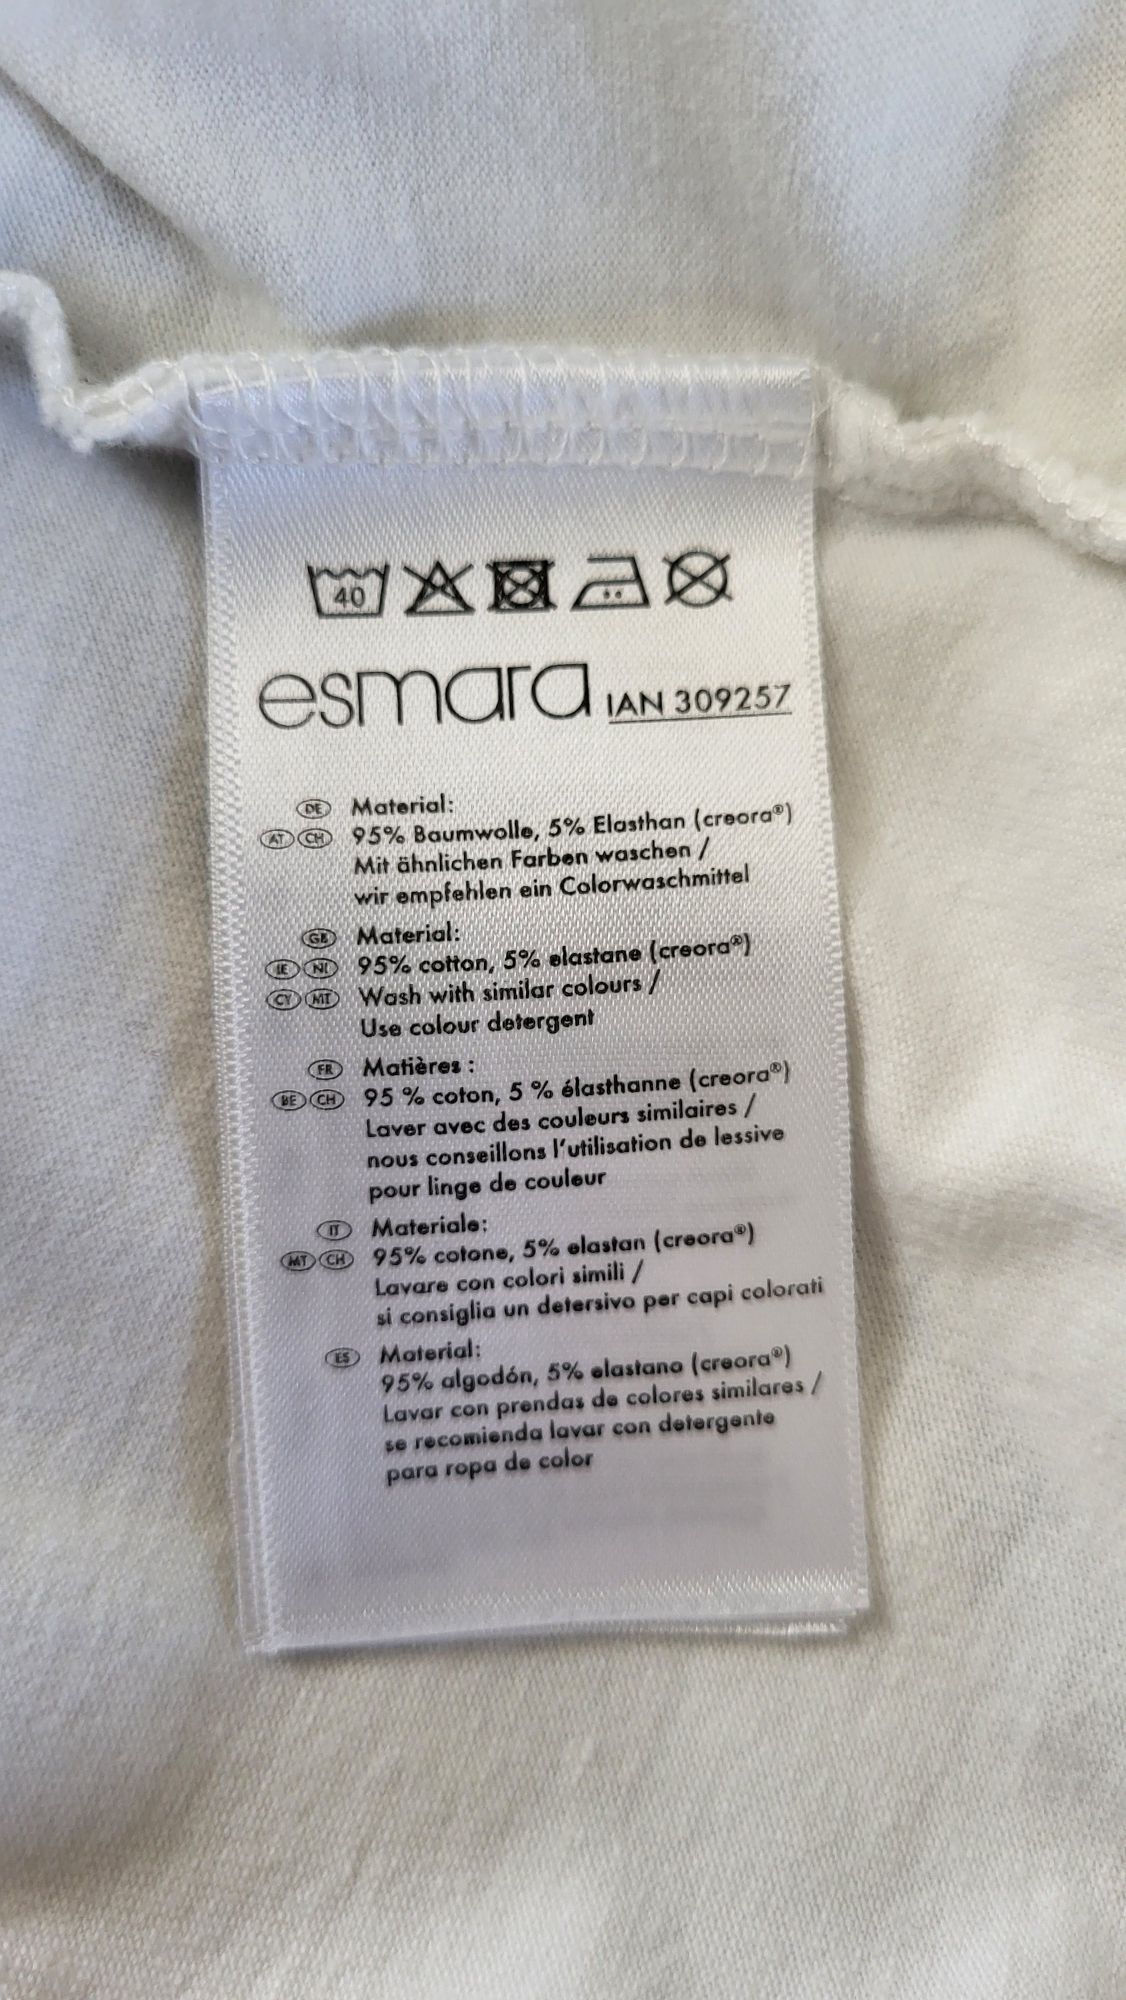 40
esmara IAN 309257
DE Material:
AT CH 95% Baumwolle, 5% Elasthan (creora®)
Mit ähnlichen Farben waschen /
wir empfehlen ein Colorwaschmittel
GB Material:
IE NI 95% cotton, 5% elastane (creora®)
CY MT Wash with similar colours /
Use colour detergent
FR Matières :
BE CH 95 % coton, 5 % élasthanne (creora®)
Laver avec des couleurs similaires /
nous conseillons l'utilisation de lessive
pour linge de couleur
IT Materiale:
MT CH 95% cotone, 5% elastan (creora®)
Lavare con colori simili /
si consiglia un detersivo per capi colorati
ES Material:
95% algodón, 5% elastano (creora®)
Lavar con prendas de colores similares /
se recomienda lavar con detergente
para ropa de color